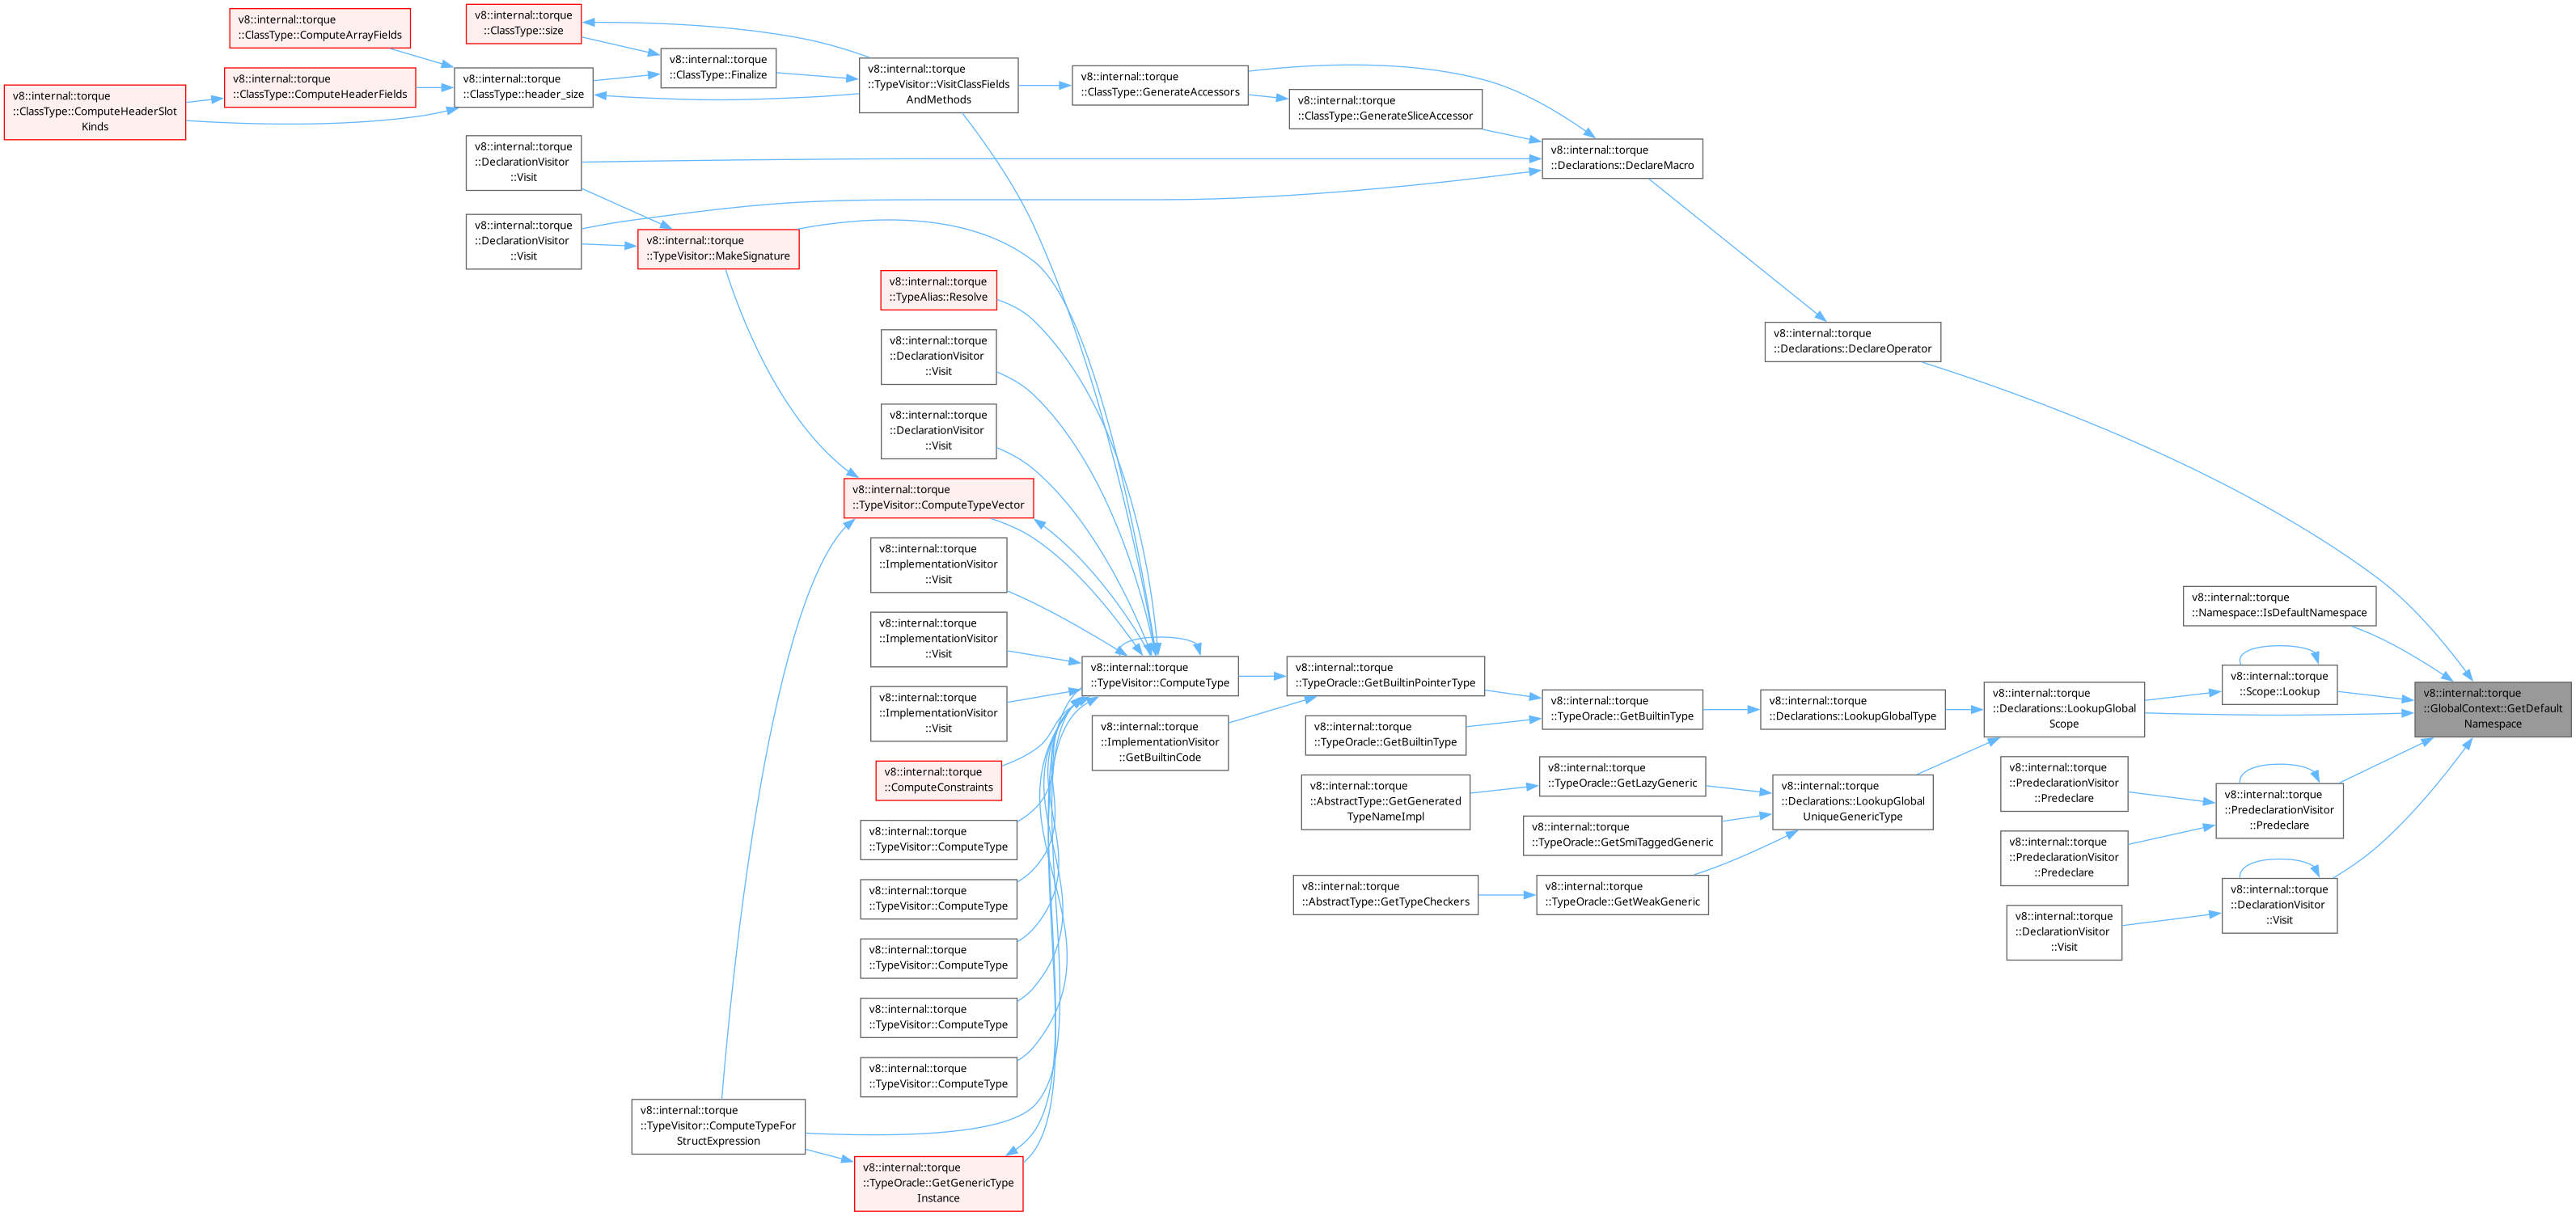 v8::internal::torque
::ClassType::ComputeArrayFields
v8::internal::torque
::ClassType::size
v8::internal::torque
::ClassType::Finalize
v8::internal::torque
::ClassType::ComputeHeaderFields
v8::internal::torque
::ClassType::header_size
v8::internal::torque
::ClassType::ComputeHeaderSlot
Kinds
v8::internal::torque
::TypeVisitor::VisitClassFields
AndMethods
v8::internal::torque
::ClassType::GenerateAccessors
v8::internal::torque
::ClassType::GenerateSliceAccessor
v8::internal::torque
::Declarations::DeclareMacro
v8::internal::torque
::DeclarationVisitor
::Visit
v8::internal::torque
::DeclarationVisitor
::Visit
v8::internal::torque
::TypeVisitor::MakeSignature
v8::internal::torque
::TypeAlias::Resolve
v8::internal::torque
::DeclarationVisitor
::Visit
v8::internal::torque
::Declarations::DeclareOperator
v8::internal::torque
::DeclarationVisitor
::Visit
v8::internal::torque
::TypeVisitor::ComputeTypeVector
v8::internal::torque
::ImplementationVisitor
::Visit
v8::internal::torque
::ImplementationVisitor
::Visit
v8::internal::torque
::ImplementationVisitor
::Visit
v8::internal::torque
::ComputeConstraints
v8::internal::torque
::TypeVisitor::ComputeType
v8::internal::torque
::TypeVisitor::ComputeType
v8::internal::torque
::TypeVisitor::ComputeType
v8::internal::torque
::TypeVisitor::ComputeType
v8::internal::torque
::TypeVisitor::ComputeType
v8::internal::torque
::TypeVisitor::ComputeTypeFor
StructExpression
v8::internal::torque
::TypeOracle::GetGenericType
Instance
v8::internal::torque
::TypeVisitor::ComputeType
v8::internal::torque
::TypeOracle::GetBuiltinPointerType
v8::internal::torque
::ImplementationVisitor
::GetBuiltinCode
v8::internal::torque
::TypeOracle::GetBuiltinType
v8::internal::torque
::TypeOracle::GetBuiltinType
v8::internal::torque
::Declarations::LookupGlobalType
v8::internal::torque
::AbstractType::GetGenerated
TypeNameImpl
v8::internal::torque
::TypeOracle::GetLazyGeneric
v8::internal::torque
::TypeOracle::GetSmiTaggedGeneric
v8::internal::torque
::Declarations::LookupGlobal
UniqueGenericType
v8::internal::torque
::AbstractType::GetTypeCheckers
v8::internal::torque
::TypeOracle::GetWeakGeneric
v8::internal::torque
::Namespace::IsDefaultNamespace
v8::internal::torque
::Scope::Lookup
v8::internal::torque
::Declarations::LookupGlobal
Scope
v8::internal::torque
::GlobalContext::GetDefault
Namespace
v8::internal::torque
::PredeclarationVisitor
::Predeclare
v8::internal::torque
::PredeclarationVisitor
::Predeclare
v8::internal::torque
::PredeclarationVisitor
::Predeclare
v8::internal::torque
::DeclarationVisitor
::Visit
v8::internal::torque
::DeclarationVisitor
::Visit